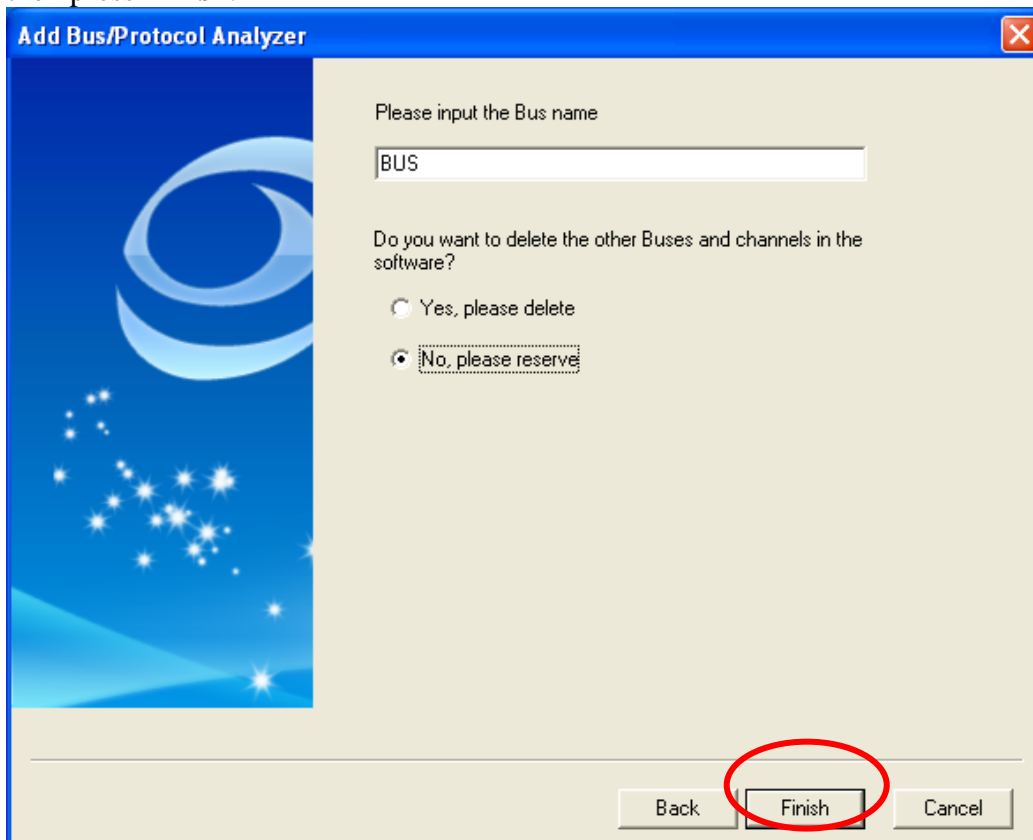 Add Bus/Protocol Analyzer
Please input the Bus name
BUS
Do you want to delete the other Buses and channels in the
software?
Yes, please delete
No, please reserve
Back
Finish
Cancel